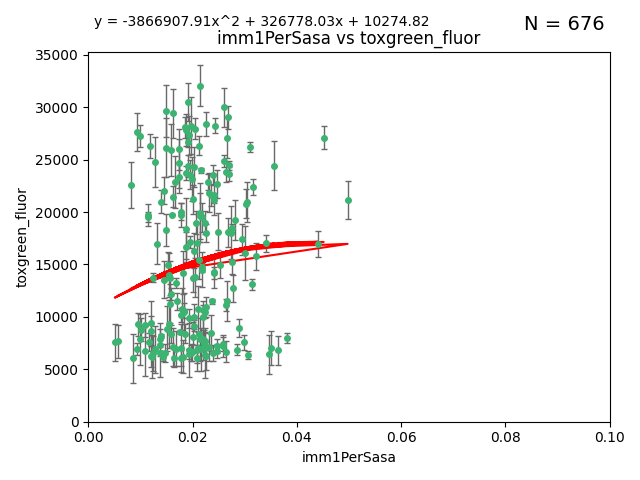 y = -3866907.91x^2 + 326778.03x + 10274.82
N = 676
imm1PerSasa vs toxgreen_fluor
35000
30000
25000
20000
15000
10000
5000
0
toxgreen_fluor
0.00 0.02 0.04 0.06 0.08 0.10
imm1PerSasa